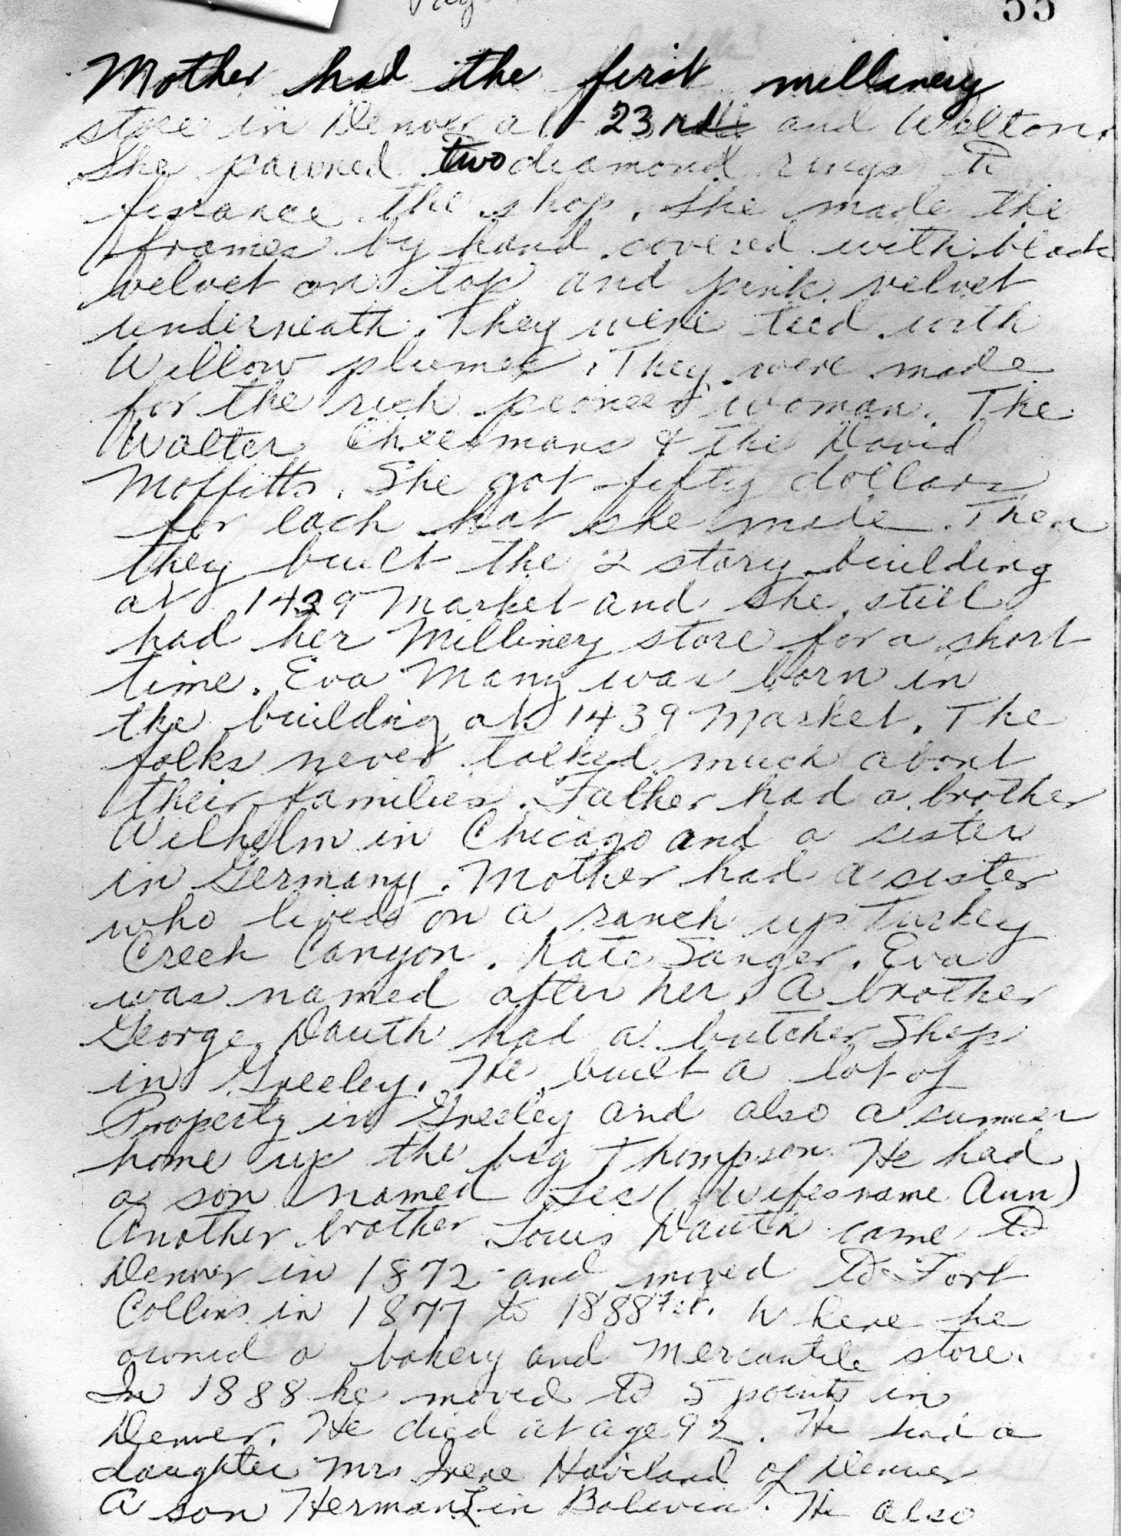 55
Mother had the first millinery
store in Denver at 23rd and Welton.
She pawned two diamond rings to
finance the shop. She made the
frames by hand covered with black
velvet on top and pink velvet
underneath. They were tied with
Willow plumes. They were made
for the rich pioneer woman. The
Walter Cheesmans & the David
Moffitts. She got fifty dollars
for each hat she made. Then
they built the 2 story building
at 1439 Market and she still
had her Millinery store for a short
time. Eva Many was born in
the building at 1439 Market. The
folks never talked much about
their families. Father had a brother
Wilhelm in Chicago and a sister
in Germany. Mother had a sister
who lived on a ranch up Turkey
Creek Canyon. Kate Sanger. Eva
was named after her. A brother
George Dauth had a butcher Shop
in Greeley. He built a lot of
Property in Greeley and also a summer
home up the big Thompson. He had
a son named Les (Wifes name Ann)
Another brother Louis Dauth came to
Denver in 1872 and moved to Fort
Collins in 1877 to 1888 Where he
owned a bakery and Mercantile store.
In 1888 he moved to 5 points in
Denver. He died at age 92. He had a
daughter Mrs Irene Haviland of Denver
A son Herman in Bolivia. He also